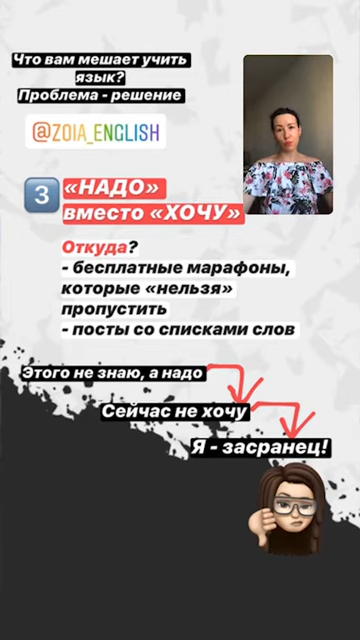 Что вам мешает учить
язык?
Проблема - решение
@ZOIA_ENGLISH
3 «НАДО»
вместо «ХОЧУ»
Откуда?
- бесплатные марафоны,
которые «нельзя»
пропустить
- посты со списками слов
Этого не знаю, а надо
Сейчас не хочу
Я - засранец!